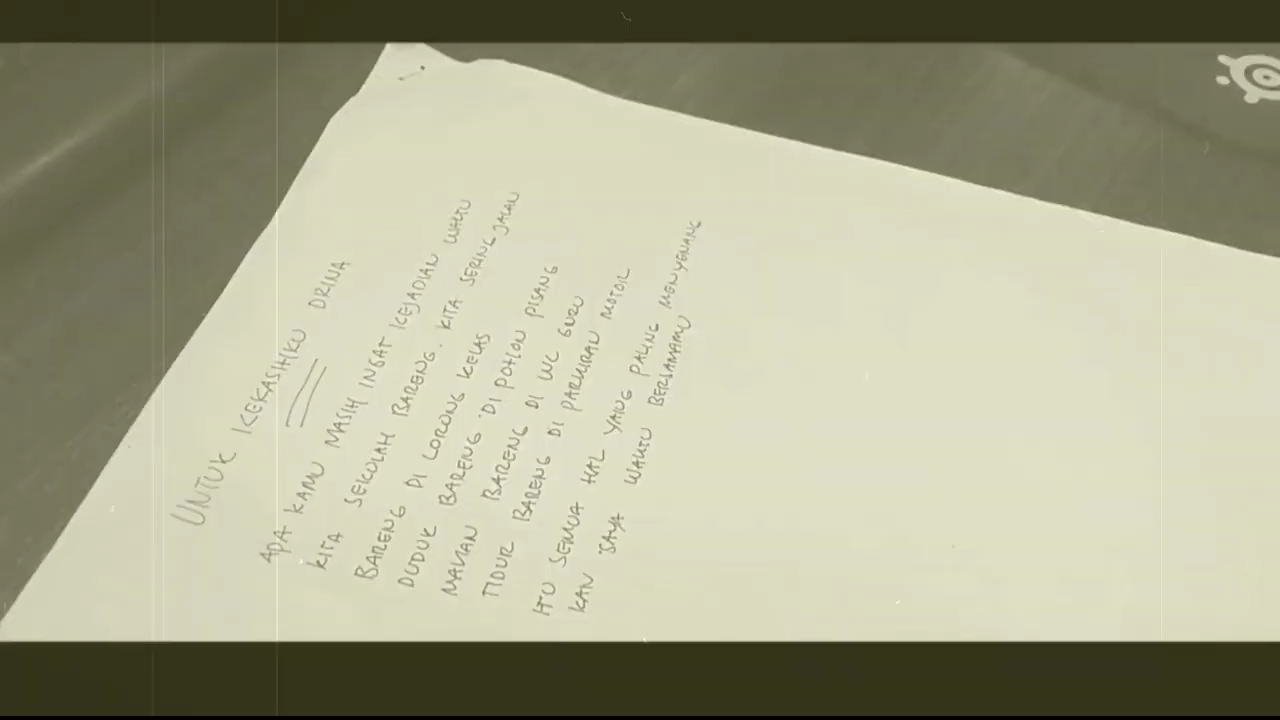 UNTUK KEKASIHKU DRINA
APA KAMU MASIH INGAT KEJADIAN WAKTU
KITA SEKOLAH BARENG. KITA SERING JALAN
BARENG DI LORONG KELAS
DUDUK BARENG DI POHON PISANG
MAKAN BARENG DI WC GURU
TIDUR BARENG DI PARKIRAN MOTOR
ITU SEMUA HAL YANG PALING MENYENANG
KAN SAYA WAKTU BERSAMAMU